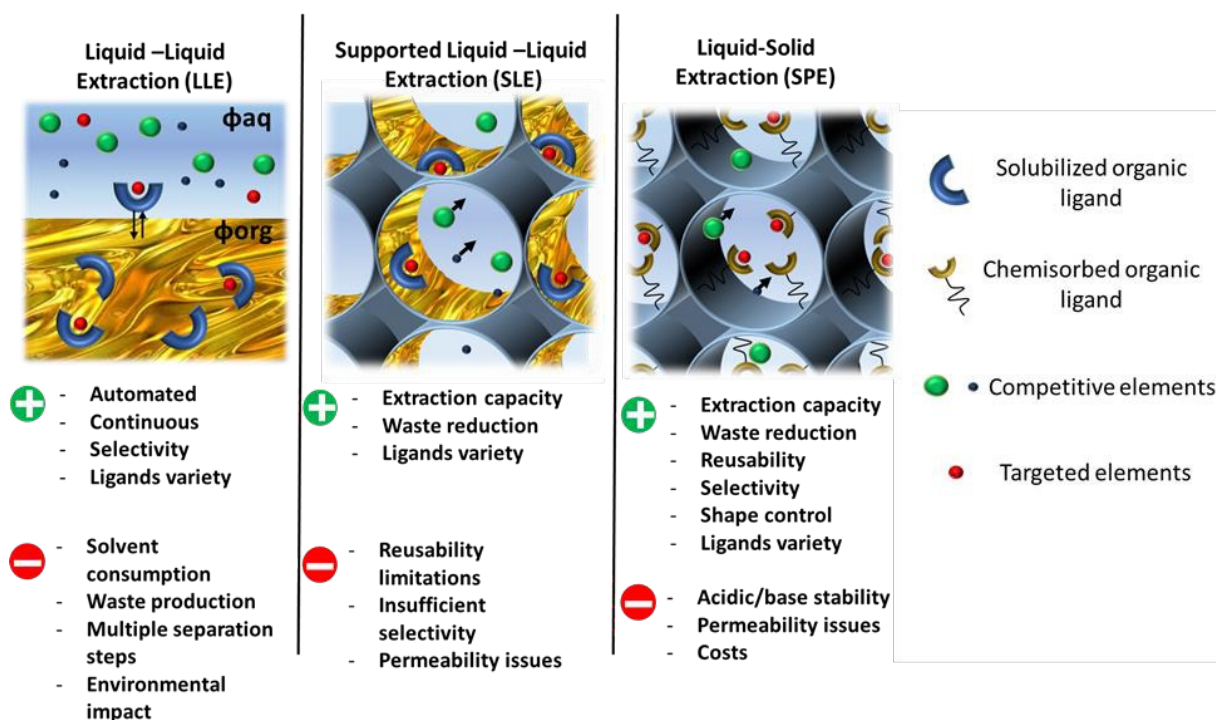 Liquid –Liquid
Extraction (LLE)
ϕaq
ϕorg
- Automated
- Continuous
- Selectivity
- Ligands variety
- Solvent
consumption
- Waste production
- Multiple separation
steps
- Environmental
impact
Supported Liquid –Liquid
Extraction (SLE)
- Extraction capacity
- Waste reduction
- Ligands variety
- Reusability
limitations
- Insufficient
selectivity
- Permeability issues
Liquid-Solid
Extraction (SPE)
- Extraction capacity
- Waste reduction
- Reusability
- Selectivity
- Shape control
- Ligands variety
- Acidic/base stability
- Permeability issues
- Costs
Solubilized organic
ligand
Chemisorbed organic
ligand
Competitive elements
Targeted elements